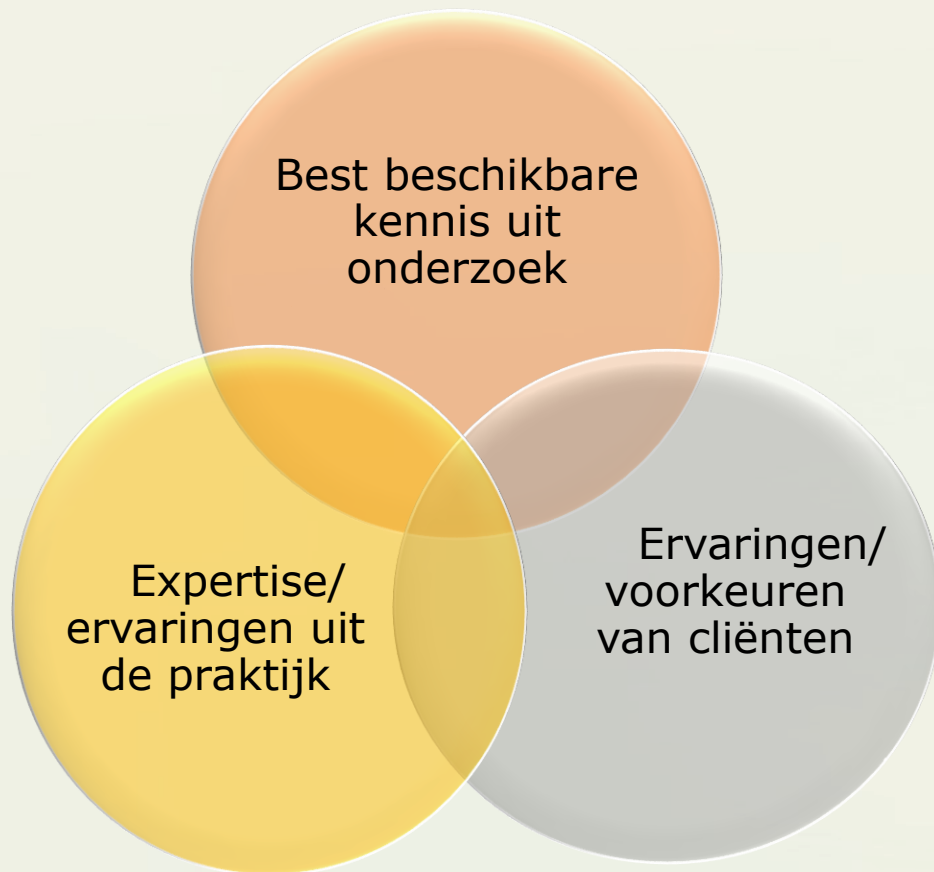 Best beschikbare
kennis uit
onderzoek
Expertise/
ervaringen uit
de praktijk
Ervaringen/
voorkeuren
van cliënten